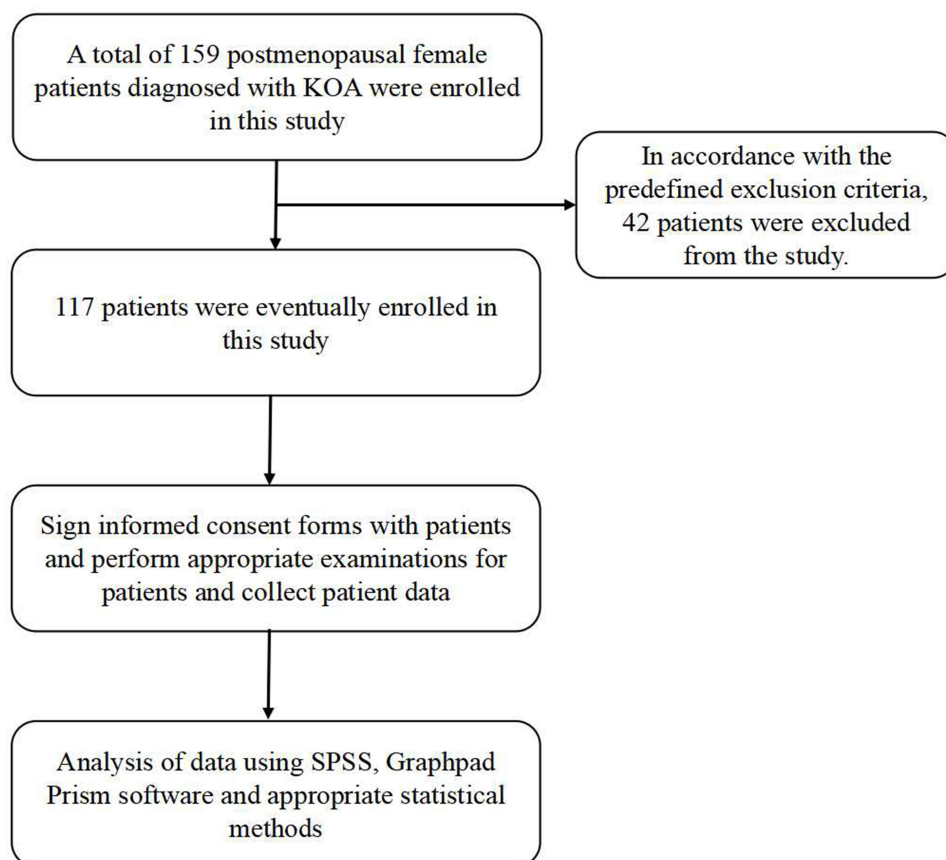 A total of 159 postmenopausal female
patients diagnosed with KOA were enrolled
in this study
In accordance with the
predefined exclusion criteria,
42 patients were excluded
from the study.
117 patients were eventually enrolled in
this study
Sign informed consent forms with patients
and perform appropriate examinations for
patients and collect patient data
Analysis of data using SPSS, Graphpad
Prism software and appropriate statistical
methods